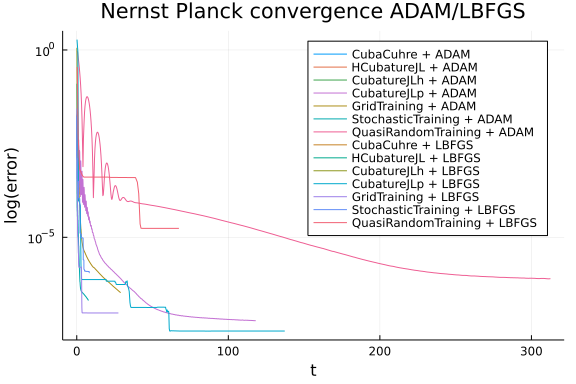 Nernst Planck convergence ADAM/LBFGS
log(error)
10⁰
10⁻⁵
CubaCuhre + ADAM
HCubatureJL + ADAM
CubatureJLh + ADAM
CubatureJLp + ADAM
GridTraining + ADAM
StochasticTraining + ADAM
QuasiRandomTraining + ADAM
CubaCuhre + LBFGS
HCubatureJL + LBFGS
CubatureJLh + LBFGS
CubatureJLp + LBFGS
GridTraining + LBFGS
StochasticTraining + LBFGS
QuasiRandomTraining + LBFGS
0 100 200 300
t